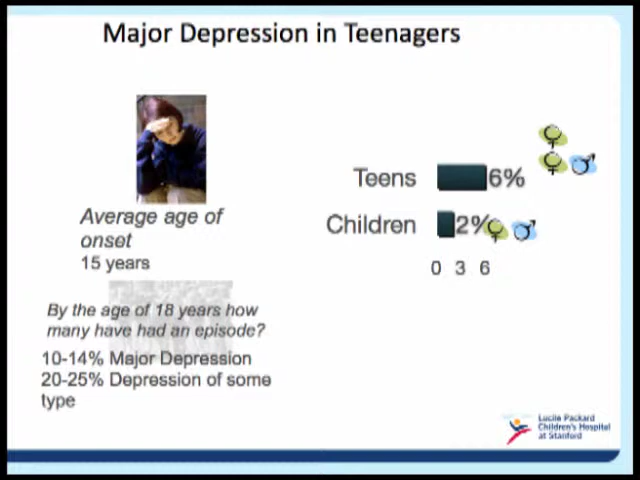 Major Depression in Teenagers
Average age of
onset
15 years
By the age of 18 years how
many have had an episode?
10-14% Major Depression
20-25% Depression of some
type
Teens 6%
Children 2%
0 3 6
Lucile Packard
Children's Hospital
at Stanford